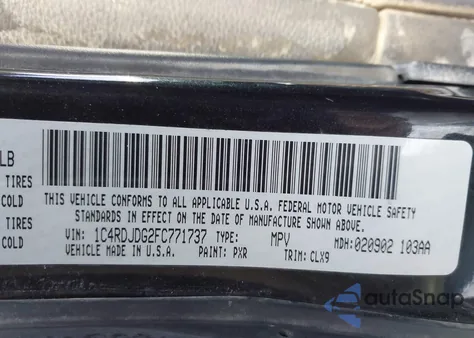 LB
TIRES
COLD
TIRES
COLD
THIS VEHICLE CONFORMS TO ALL APPLICABLE U.S.A. FEDERAL MOTOR VEHICLE SAFETY
STANDARDS IN EFFECT ON THE DATE OF MANUFACTURE SHOWN ABOVE.
VIN: 1C4RDJDG2FC771737 TYPE: MPV MDH: 020902 103AA
VEHICLE MADE IN U.S.A. PAINT: PXR TRIM: CLX9
autoSnap